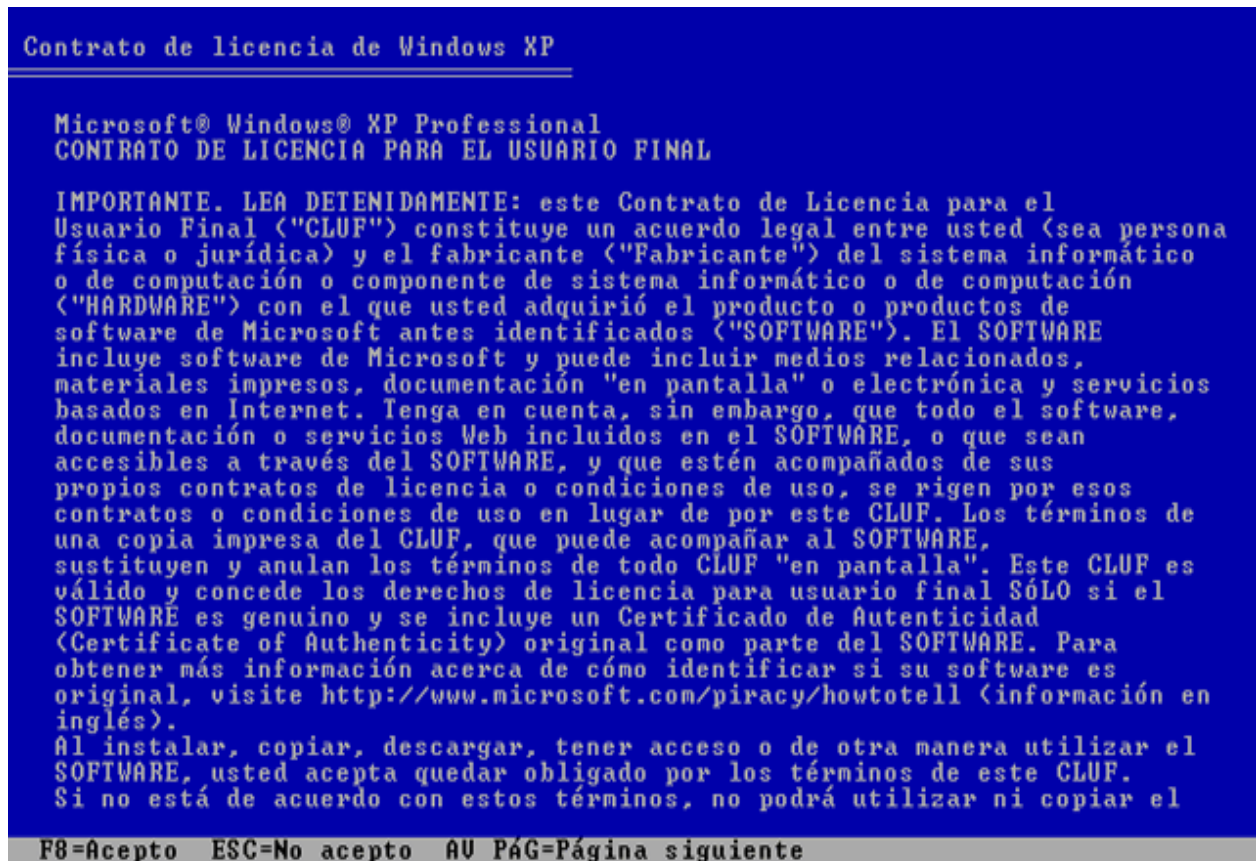 Contrato de licencia de Windows XP
Microsoft® Windows® XP Professional
CONTRATO DE LICENCIA PARA EL USUARIO FINAL
IMPORTANTE. LEA DETENIDAMENTE: este Contrato de Licencia para el
Usuario Final ("CLUF") constituye un acuerdo legal entre usted (sea persona
física o jurídica) y el fabricante ("Fabricante") del sistema informático
o de computación o componente de sistema informático o de computación
("HARDWARE") con el que usted adquirió el producto o productos de
software de Microsoft antes identificados ("SOFTWARE"). El SOFTWARE
incluye software de Microsoft y puede incluir medios relacionados,
materiales impresos, documentación "en pantalla" o electrónica y servicios
basados en Internet. Tenga en cuenta, sin embargo, que todo el software,
documentación o servicios Web incluidos en el SOFTWARE, o que sean
accesibles a través del SOFTWARE, y que estén acompañados de sus
propios contratos de licencia o condiciones de uso, se rigen por esos
contratos o condiciones de uso en lugar de por este CLUF. Los términos de
una copia impresa del CLUF, que puede acompañar al SOFTWARE,
sustituyen y anulan los términos de todo CLUF "en pantalla". Este CLUF es
válido y concede los derechos de licencia para usuario final SÓLO si el
SOFTWARE es genuino y se incluye un Certificado de Autenticidad
(Certificate of Authenticity) original como parte del SOFTWARE. Para
obtener más información acerca de cómo identificar si su software es
original, visite http://www.microsoft.com/piracy/howtotell (información en
inglés).
Al instalar, copiar, descargar, tener acceso o de otra manera utilizar el
SOFTWARE, usted acepta quedar obligado por los términos de este CLUF.
Si no está de acuerdo con estos términos, no podrá utilizar ni copiar el
F8=Acepto ESC=No acepto AV PÁG=Página siguiente